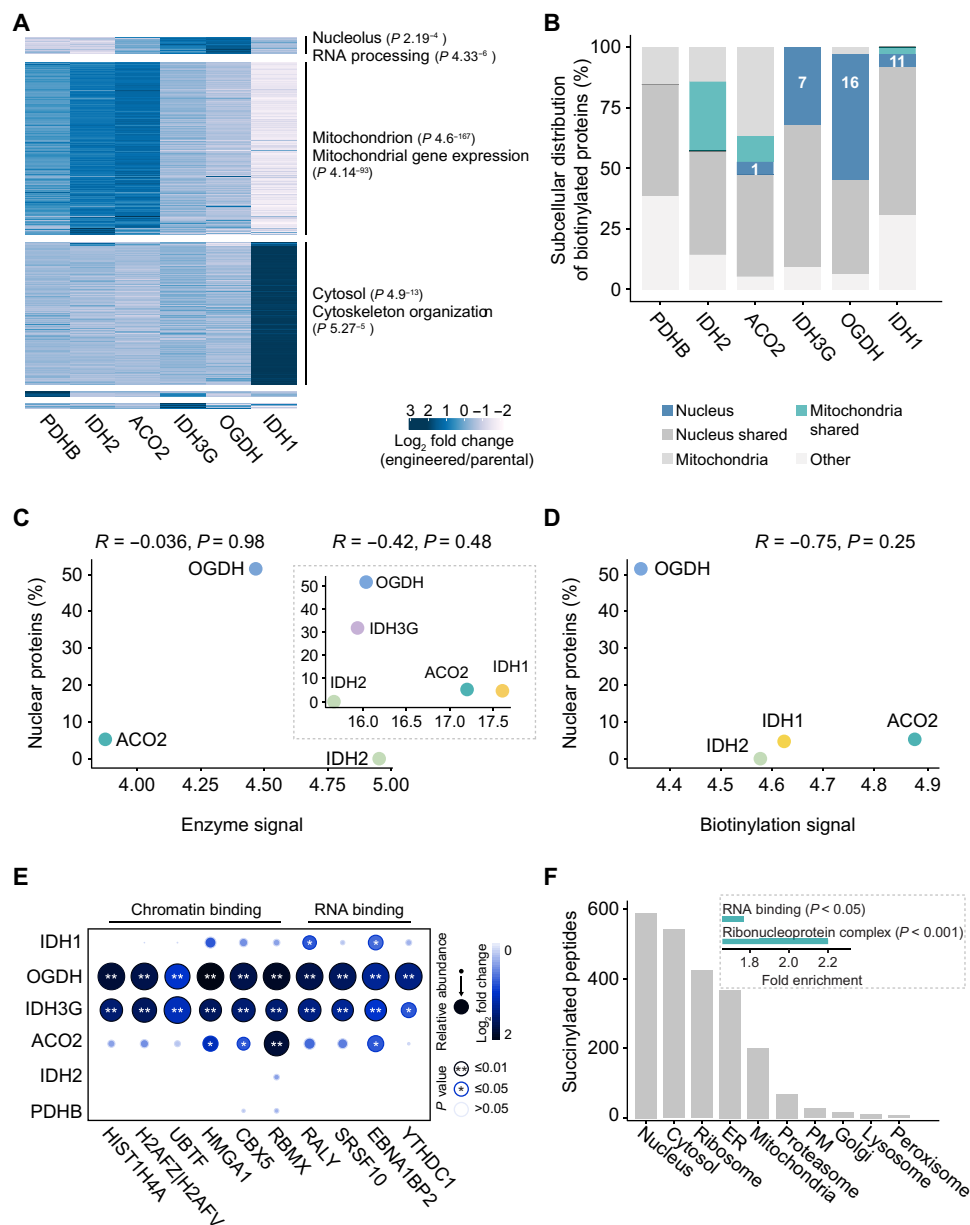 A
Nucleolus (P 2.19⁻⁴)
RNA processing (P 4.33⁻⁶)
Mitochondrion (P 4.6⁻¹⁶⁷)
Mitochondrial gene expression
(P 4.14⁻⁹³)
Cytosol (P 4.9⁻¹³)
Cytoskeleton organization
(P 5.27⁻⁵ )
PDHB
IDH2
ACO2
IDH3G
OGDH
IDH1
3 2 1 0 −1 −2
Log₂ fold change
(engineered/parental)
B
Subcellular distribution
of biotinylated proteins (%)
100
75
50
25
0
1
7
16
11
PDHB
IDH2
ACO2
IDH3G
OGDH
IDH1
Nucleus
Nucleus shared
Mitochondria
Mitochondria
shared
Other
C
R = −0.036, P = 0.98
R = −0.42, P = 0.48
Nuclear proteins (%)
50
40
30
20
10
0
OGDH
ACO2
IDH2
4.00
4.50
4.75
5.00
Enzyme signal
50
40
30
20
10
0
OGDH
IDH3G
IDH2
ACO2
IDH1
16.0
16.5
17.0
17.5
D
R = −0.75, P = 0.25
Nuclear proteins (%)
50
40
30
20
10
0
OGDH
IDH1
IDH2
ACO2
4.4
4.5
4.6
4.7
4.8
4.9
Biotinylation signal
E
Chromatin binding
RNA binding
IDH1
* *
OGDH
** ** ** ** ** ** ** ** ** **
IDH3G
** ** ** ** ** ** ** ** ** *
ACO2
* * ** *
IDH2
PDHB
HIST1H4A
H2AFZ|H2AFV
UBTF
HMGA1
CBX5
RBMX
RALY
SRSF10
EBNA1BP2
YTHDC1
Relative abundance
Log₂ fold change
0
2
P value
** ≤0.01
* ≤0.05
>0.05
F
Succinylated peptides
600
400
200
0
RNA binding (P < 0.05)
Ribonucleoprotein complex (P < 0.001)
1.8
2.2
Fold enrichment
Nucleus
Cytosol
Ribosome
ER
Mitochondria
Proteasome
PM
Golgi
Lysosome
Peroxisome